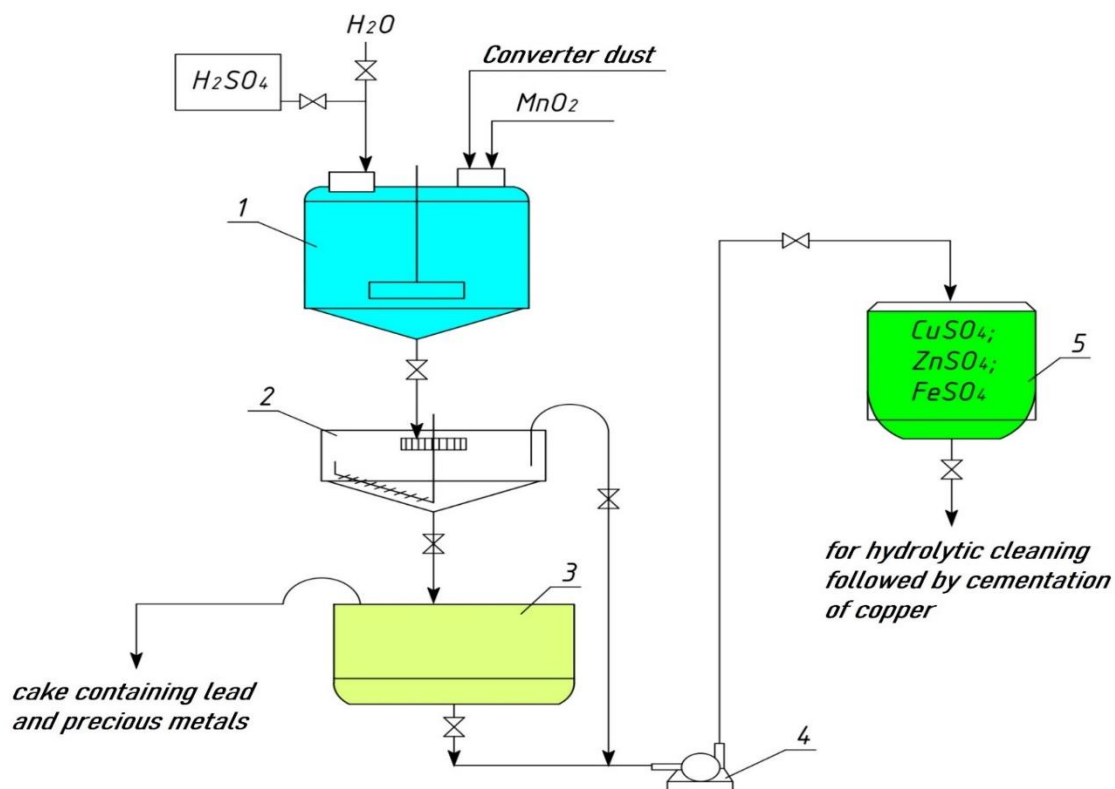 H₂O
H₂SO₄
Converter dust
MnO₂
1
2
3
cake containing lead
and precious metals
4
CuSO₄;
ZnSO₄;
FeSO₄
5
for hydrolytic cleaning
followed by cementation
of copper